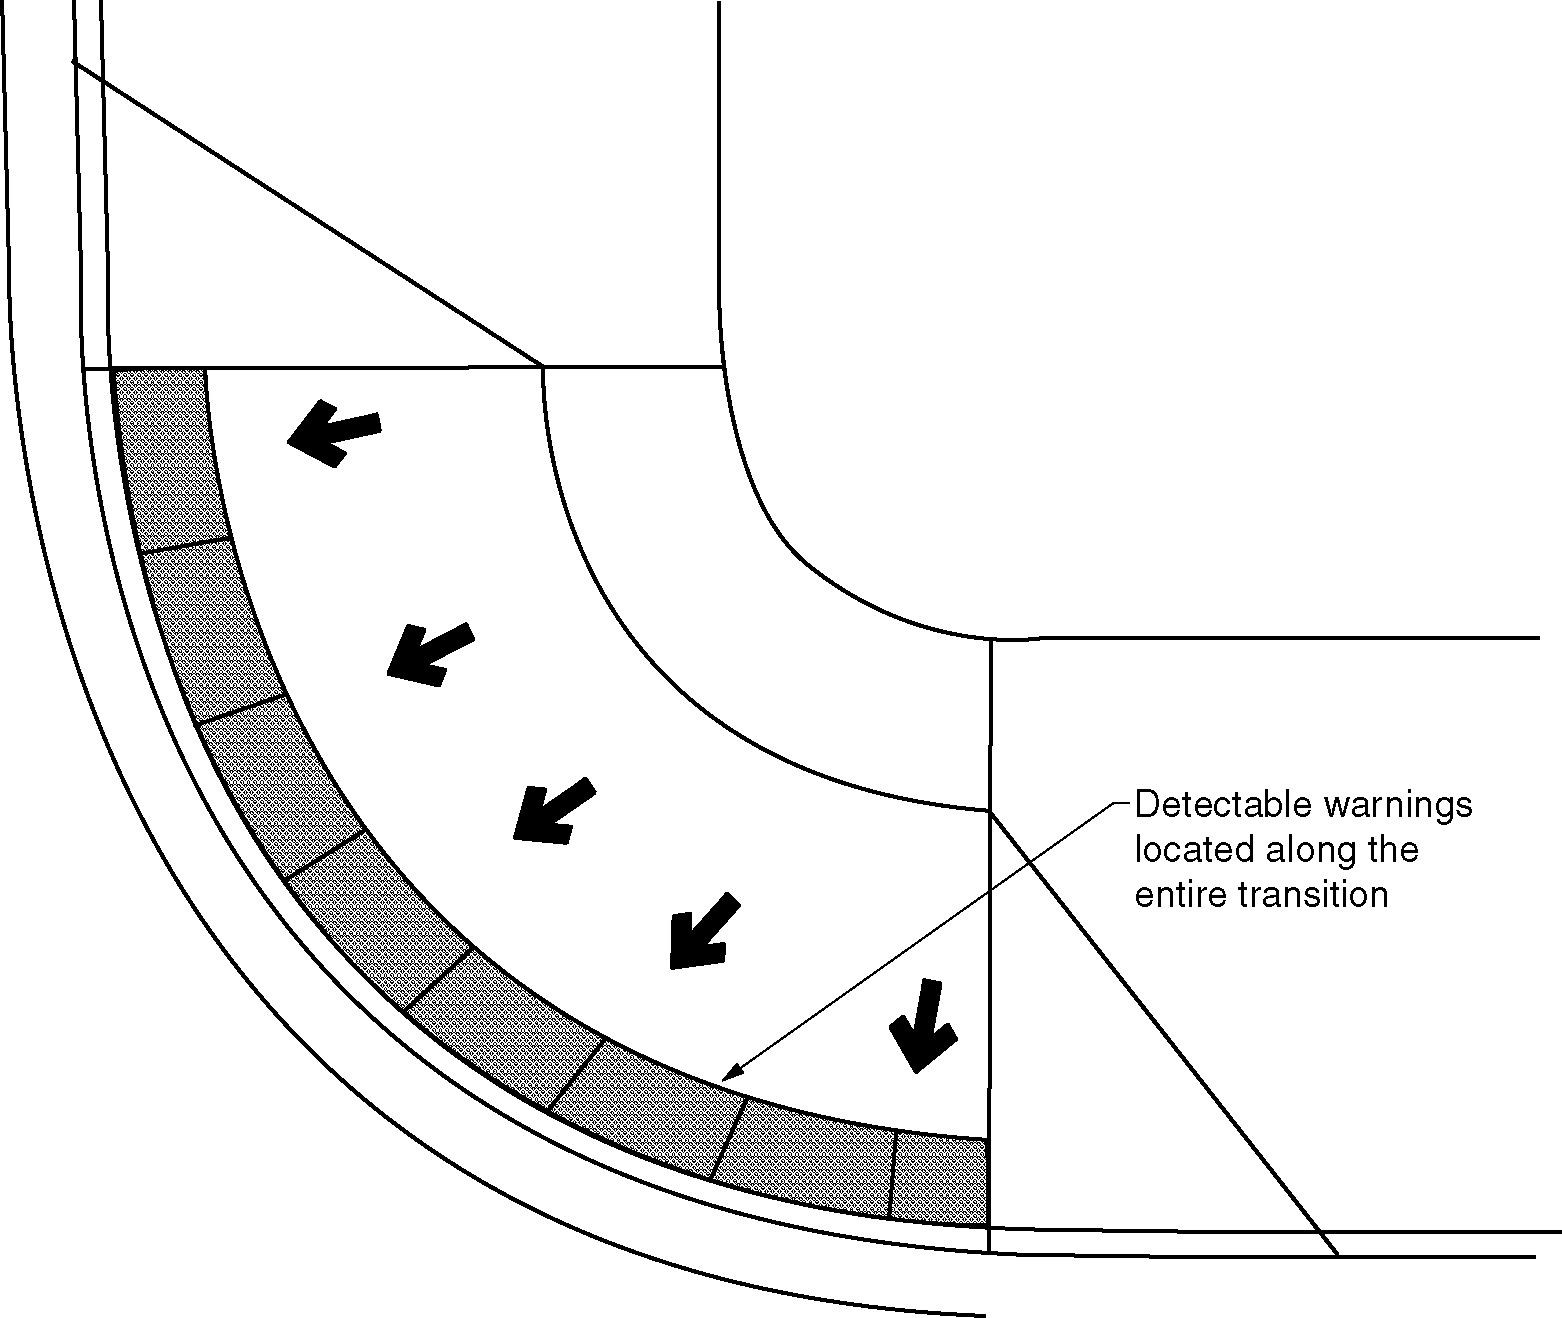 Detectable warnings
located along the
entire transition